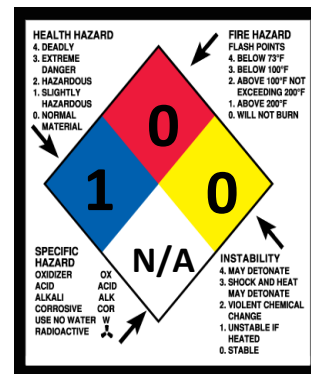 HEALTH HAZARD
4. DEADLY
3. EXTREME
DANGER
2. HAZARDOUS
1. SLIGHTLY
HAZARDOUS
0. NORMAL
MATERIAL
FIRE HAZARD
FLASH POINTS
4. BELOW 73°F
3. BELOW 100°F
2. ABOVE 100°F NOT
EXCEEDING 200°F
1. ABOVE 200°F
0. WILL NOT BURN
0
1
0
N/A
SPECIFIC
HAZARD
OXIDIZER OX
ACID ACID
ALKALI ALK
CORROSIVE COR
USE NO WATER W
RADIOACTIVE
INSTABILITY
4. MAY DETONATE
3. SHOCK AND HEAT
MAY DETONATE
2. VIOLENT CHEMICAL
CHANGE
1. UNSTABLE IF
HEATED
0. STABLE